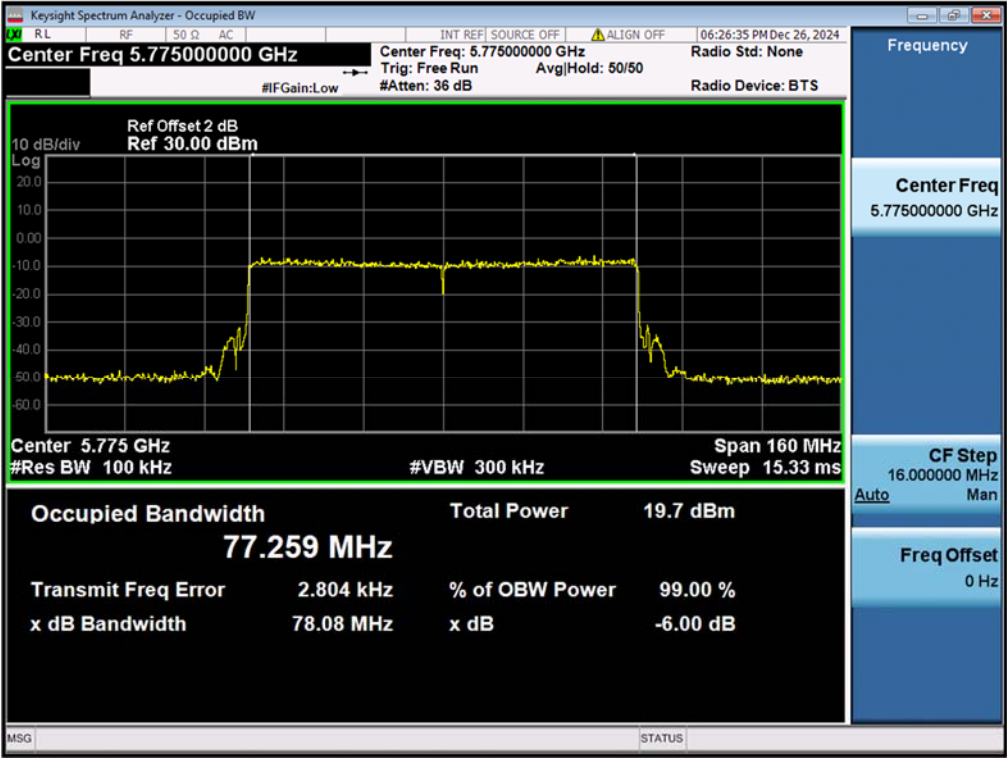 Keysight Spectrum Analyzer - Occupied BW
LXI RL RF 50 Ω AC INT REF SOURCE OFF ALIGN OFF 06:26:35 PM Dec 26, 2024
Center Freq 5.775000000 GHz
Center Freq: 5.775000000 GHz
Radio Std: None
Trig: Free Run Avg|Hold: 50/50
#IFGain:Low
#Atten: 36 dB
Radio Device: BTS
Ref Offset 2 dB
10 dB/div Ref 30.00 dBm
Log
20.0
10.0
0.00
-10.0
-20.0
-30.0
-40.0
-50.0
-60.0
Center 5.775 GHz Span 160 MHz
#Res BW 100 kHz #VBW 300 kHz Sweep 15.33 ms
Occupied Bandwidth Total Power 19.7 dBm
77.259 MHz
Transmit Freq Error 2.804 kHz % of OBW Power 99.00 %
x dB Bandwidth 78.08 MHz x dB -6.00 dB
MSG STATUS
Frequency
Center Freq
5.775000000 GHz
CF Step
16.000000 MHz
Auto Man
Freq Offset
0 Hz